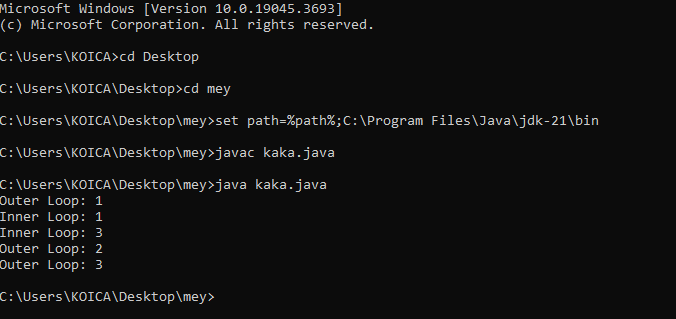 Microsoft Windows [Version 10.0.19045.3693]
(c) Microsoft Corporation. All rights reserved.
C:\Users\KOICA>cd Desktop
C:\Users\KOICA\Desktop>cd mey
C:\Users\KOICA\Desktop\mey>set path=%path%;C:\Program Files\Java\jdk-21\bin
C:\Users\KOICA\Desktop\mey>javac kaka.java
C:\Users\KOICA\Desktop\mey>java kaka.java
Outer Loop: 1
Inner Loop: 1
Inner Loop: 3
Outer Loop: 2
Outer Loop: 3
C:\Users\KOICA\Desktop\mey>